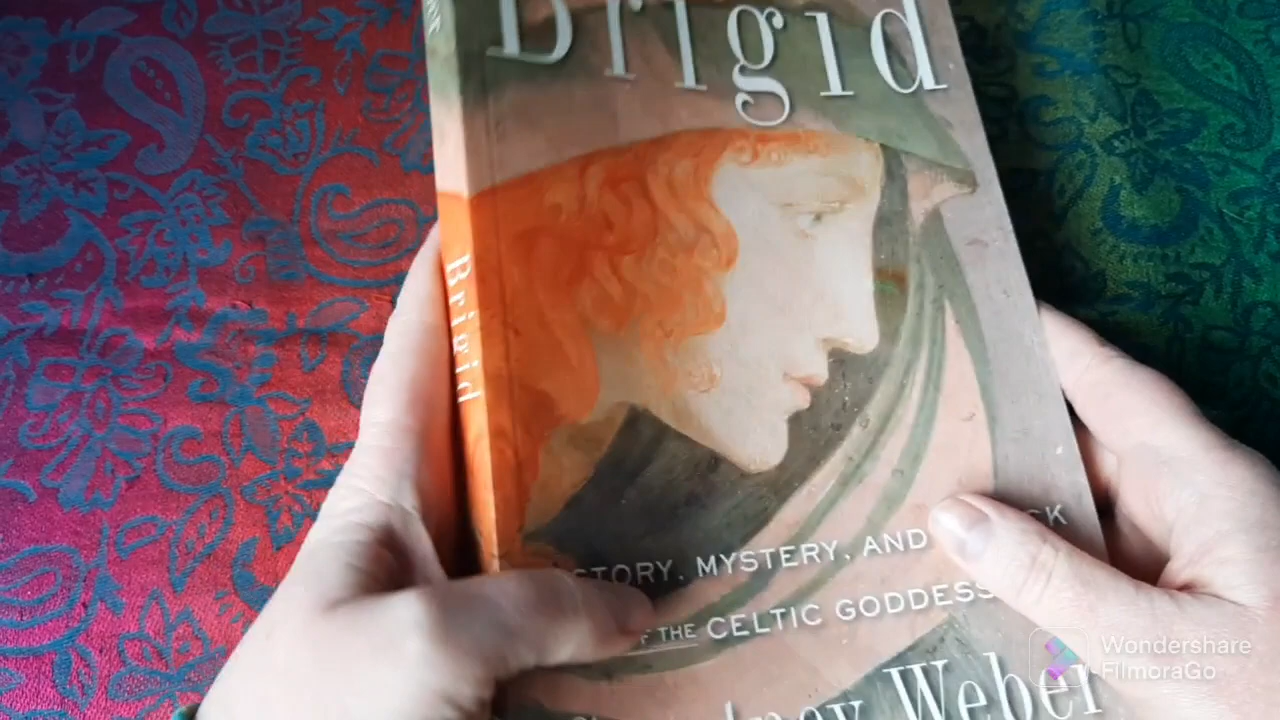 Brigid
Brigid
STORY, MYSTERY, AND
OF THE CELTIC GODDESS
Weber
Wondershare
FilmoraGo